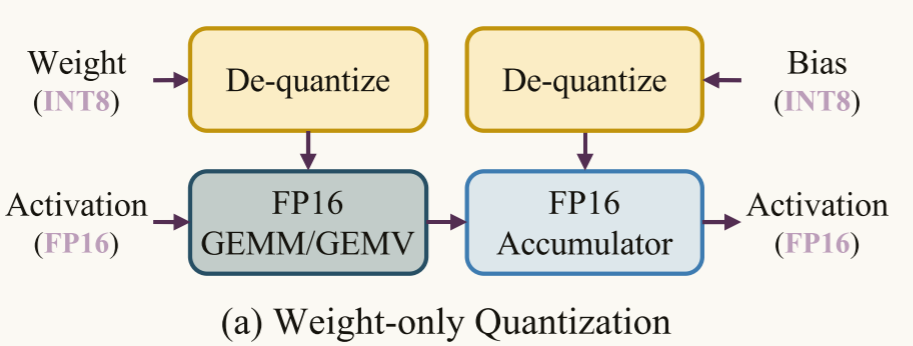 Weight
(INT8)
De-quantize
De-quantize
Bias
(INT8)
Activation
(FP16)
FP16
GEMM/GEMV
FP16
Accumulator
Activation
(FP16)
(a) Weight-only Quantization